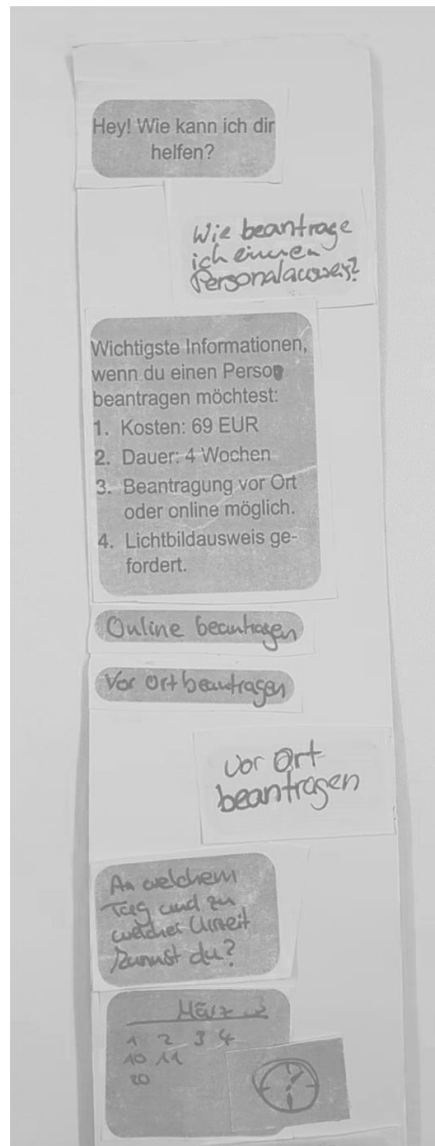 Hey! Wie kann ich dir
helfen?
Wie beantrage
ich einen
Personalausweis?
Wichtigste Informationen,
wenn du einen Perso
beantragen möchtest:
1. Kosten: 69 EUR
2. Dauer: 4 Wochen
3. Beantragung vor Ort
oder online möglich.
4. Lichtbildausweis ge-
fordert.
Online beantragen
Vor Ort beantragen
Vor Ort
beantragen
An welchem
Tag und zu
welcher Uhrzeit
kannst du?
März
1 2 3 4
10 11
20